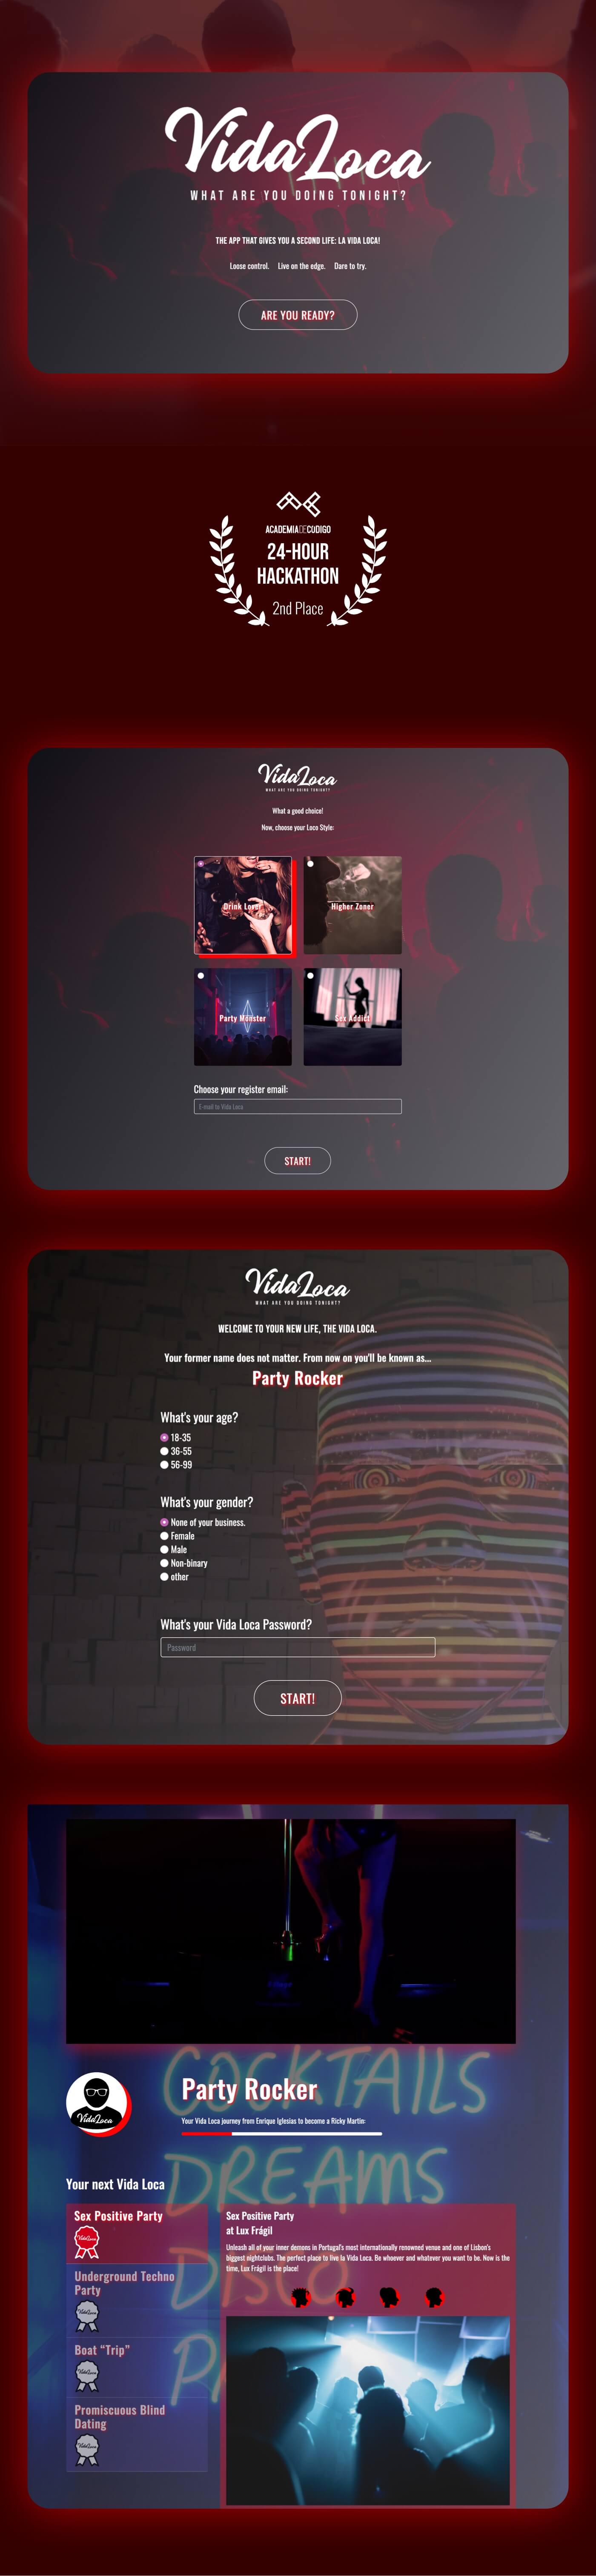 VidaLoca
WHAT ARE YOU DOING TONIGHT?
THE APP THAT GIVES YOU A SECOND LIFE: LA VIDA LOCA!
Loose control. Live on the edge. Dare to try.
ARE YOU READY?
ACADEMIADECODIGO
24-HOUR
HACKATHON
2nd Place
VidaLoca
WHAT ARE YOU DOING TONIGHT?
What a good choice!
Now, choose your Loco Style:
Drink Lover
Higher Zoner
Party Monster
Sex Addict
Choose your register email:
E-mail to Vida Loca
START!
VidaLoca
WHAT ARE YOU DOING TONIGHT?
WELCOME TO YOUR NEW LIFE, THE VIDA LOCA.
Your former name does not matter. From now on you'll be known as...
Party Rocker
What's your age?
18-35
36-55
56-99
What's your gender?
None of your business.
Female
Male
Non-binary
other
What's your Vida Loca Password?
Password
START!
COCKTAILS
DREAMS
DISCO
VidaLoca
Party Rocker
Your Vida Loca journey from Enrique Iglesias to become a Ricky Martin:
Your next Vida Loca
Sex Positive Party
VidaLoca
Underground Techno
Party
VidaLoca
Boat “Trip”
VidaLoca
Promiscuous Blind
Dating
VidaLoca
Sex Positive Party
at Lux Frágil
Unleash all of your inner demons in Portugal's most internationally renowned venue and one of Lisbon's
biggest nightclubs. The perfect place to live la Vida Loca. Be whoever and whatever you want to be. Now is the
time, Lux Frágil is the place!